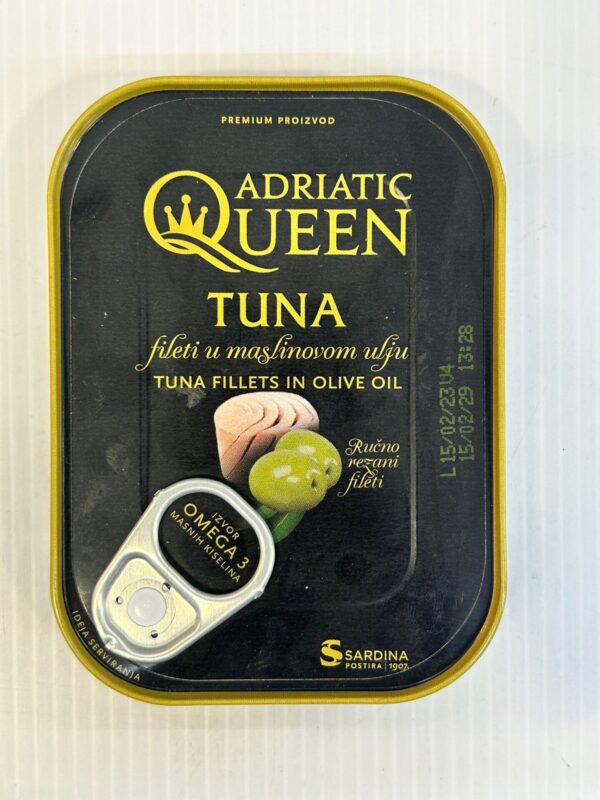 PREMIUM PROIZVOD
ADRIATIC
QUEEN
TUNA
fileti u maslinovom ulju
TUNA FILLETS IN OLIVE OIL
Ručno
rezani
fileti
L 15/02/23 U4
15/02/29 13:28
IZVOR
OMEGA 3
MASNIH KISELINA
IDEJA SERVIRANJA
SARDINA
POSTIRA | 1907.